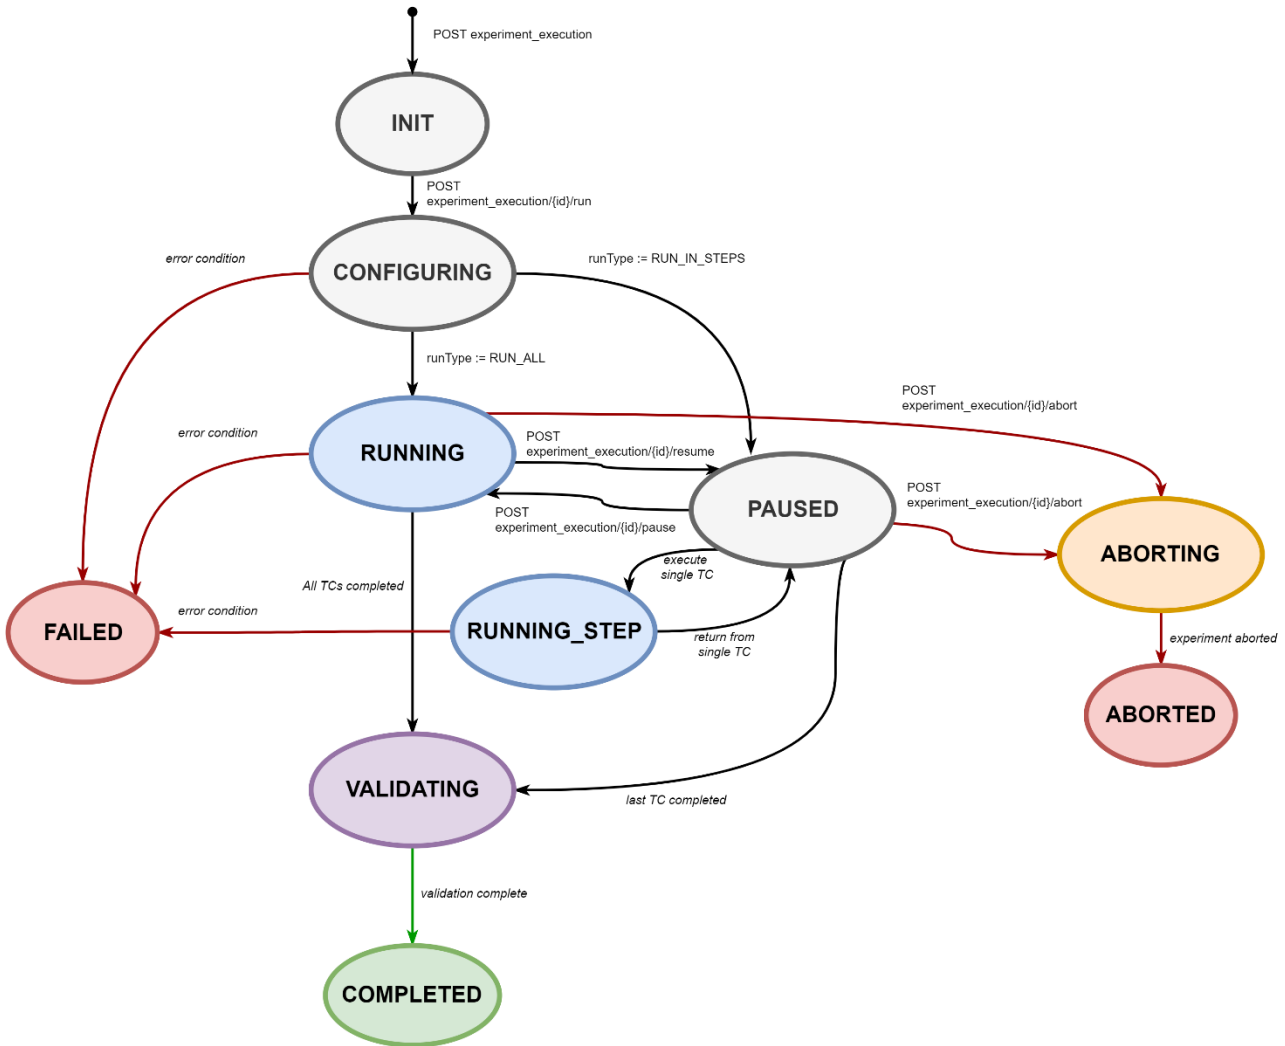 POST experiment_execution
INIT
POST
experiment_execution/{id}/run
error condition
CONFIGURING
runType := RUN_IN_STEPS
runType := RUN_ALL
POST
experiment_execution/{id}/abort
error condition
RUNNING
POST
experiment_execution/{id}/resume
POST
experiment_execution/{id}/pause
PAUSED
POST
experiment_execution/{id}/abort
ABORTING
execute
single TC
All TCs completed
error condition
FAILED
RUNNING_STEP
return from
single TC
experiment aborted
ABORTED
VALIDATING
last TC completed
validation complete
COMPLETED